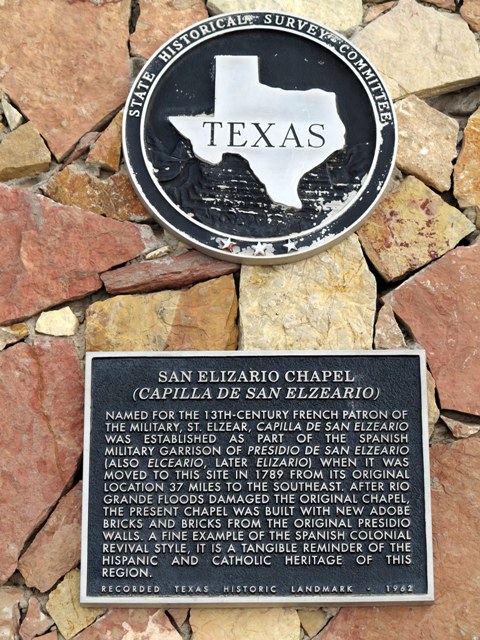 STATE HISTORICAL SURVEY COMMITTEE
TEXAS
SAN ELIZARIO CHAPEL
(CAPILLA DE SAN ELZEARIO)
NAMED FOR THE 13TH-CENTURY FRENCH PATRON OF
THE MILITARY, ST. ELZEAR, CAPILLA DE SAN ELZEARIO
WAS ESTABLISHED AS PART OF THE SPANISH
MILITARY GARRISON OF PRESIDIO DE SAN ELZEARIO
(ALSO ELCEARIO, LATER ELIZARIO) WHEN IT WAS
MOVED TO THIS SITE IN 1789 FROM ITS ORIGINAL
LOCATION 37 MILES TO THE SOUTHEAST. AFTER RIO
GRANDE FLOODS DAMAGED THE ORIGINAL CHAPEL,
THE PRESENT CHAPEL WAS BUILT WITH NEW ADOBE
BRICKS AND BRICKS FROM THE ORIGINAL PRESIDIO
WALLS. A FINE EXAMPLE OF THE SPANISH COLONIAL
REVIVAL STYLE, IT IS A TANGIBLE REMINDER OF THE
HISPANIC AND CATHOLIC HERITAGE OF THIS
REGION.
RECORDED TEXAS HISTORIC LANDMARK - 1962